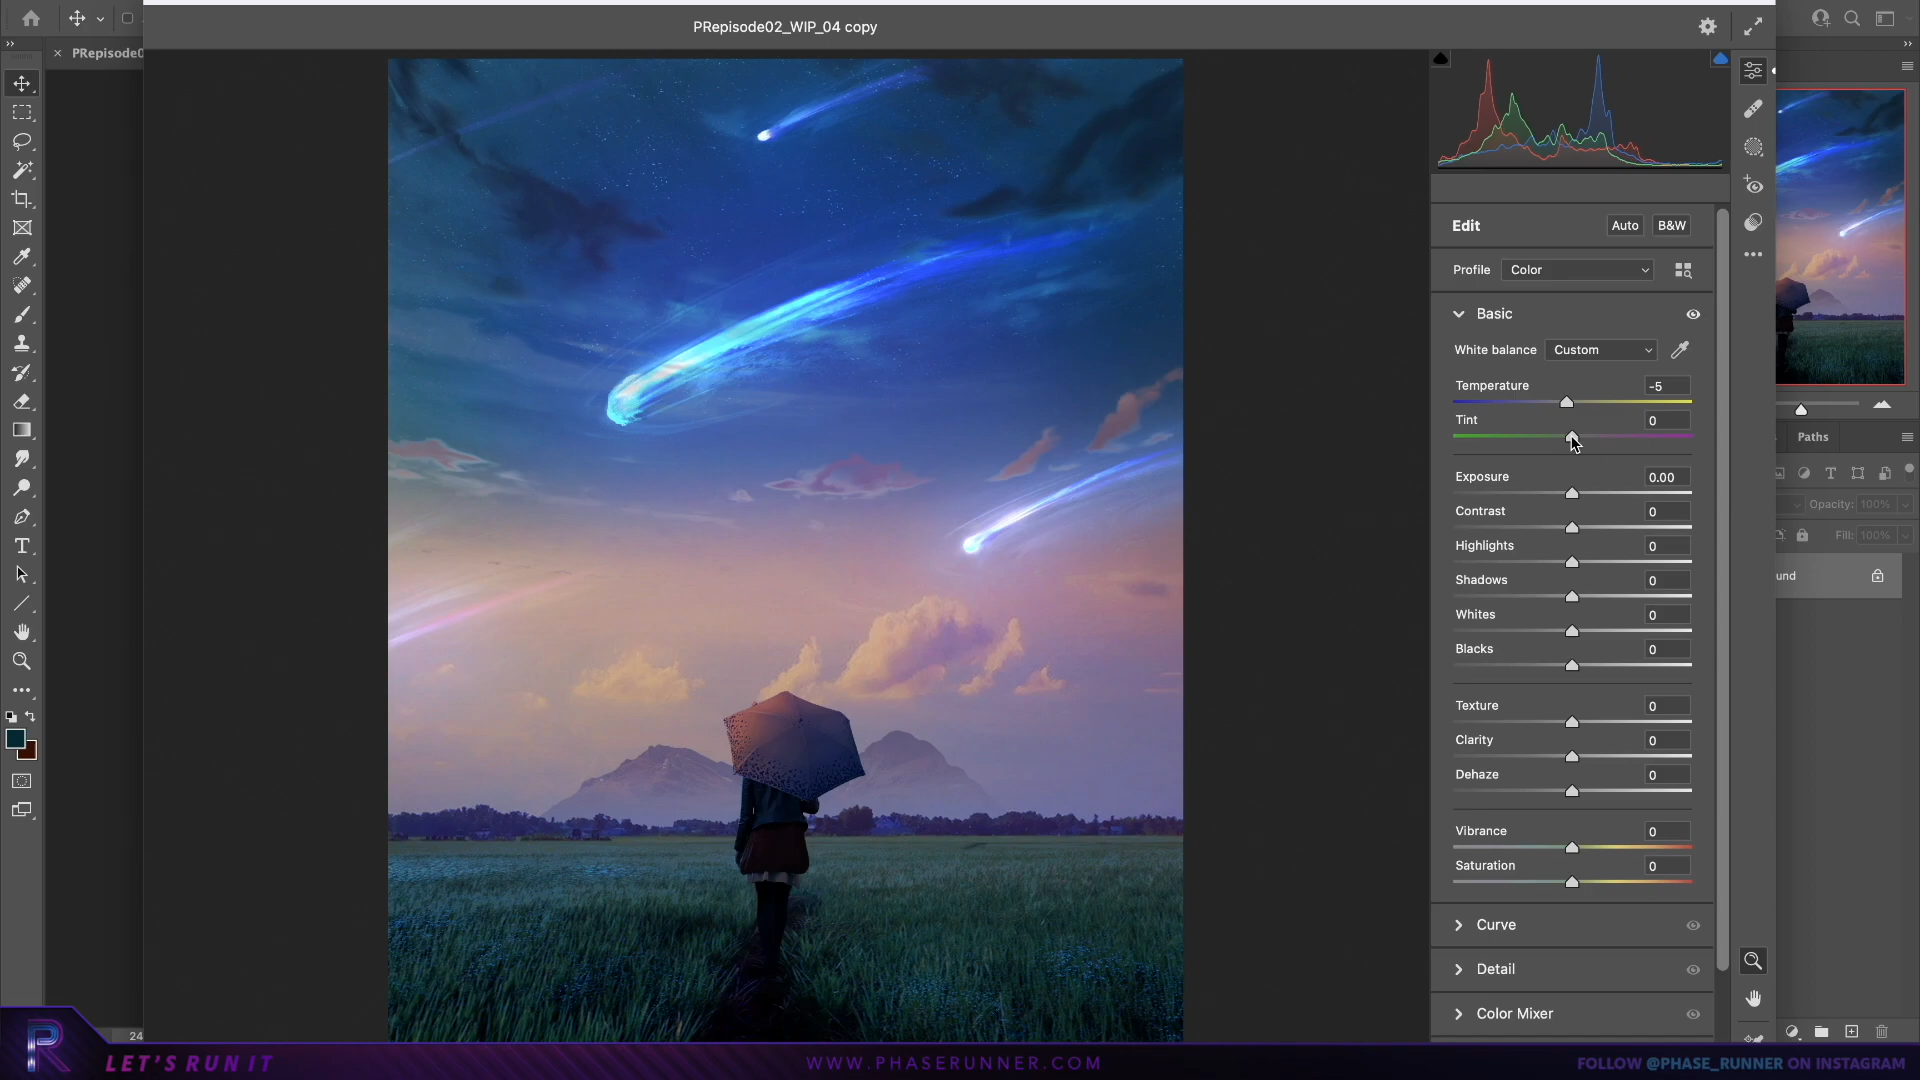 PRepisode02_WIP_04 copy
× PRepisode0
Edit
Auto
B&W
Profile
Color
Basic
White balance
Custom
Temperature
-5
Tint
0
Exposure
0.00
Contrast
0
Highlights
0
Shadows
0
Whites
0
Blacks
0
Texture
0
Clarity
0
Dehaze
0
Vibrance
0
Saturation
0
Curve
Detail
Color Mixer
Paths
Opacity: 100%
Fill: 100%
und
24
LET'S RUN IT
WWW.PHASERUNNER.COM
FOLLOW @PHASE_RUNNER ON INSTAGRAM